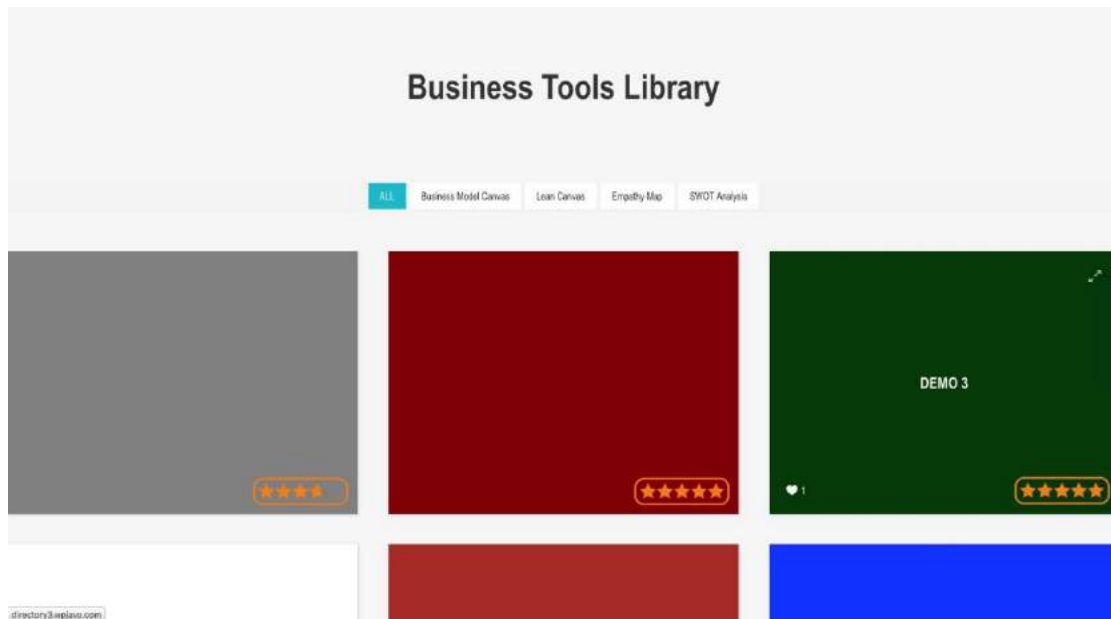 Business Tools Library
ALL Business Model Canvas Lean Canvas Empathy Map SWOT Analysis
DEMO 3
1
directory3.wplavo.com